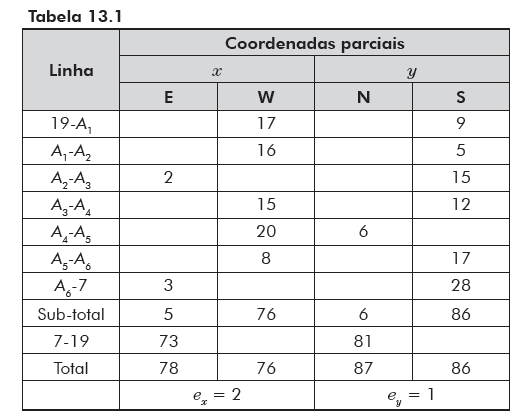 Tabela 13.1
Linha Coordenadas parciais
x y
E W N S
19-A₁ 17 9
A₁-A₂ 16 5
A₂-A₃ 2 15
A₃-A₄ 15 12
A₄-A₅ 20 6
A₅-A₆ 8 17
A₆-7 3 28
Sub-total 5 76 6 86
7-19 73 81
Total 78 76 87 86
eₓ = 2 e_y = 1